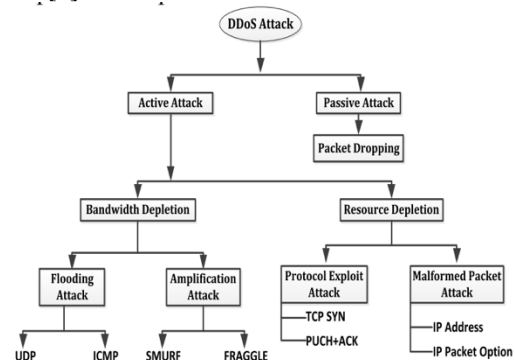 DDoS Attack
Active Attack
Passive Attack
Packet Dropping
Bandwidth Depletion
Resource Depletion
Flooding
Attack
Amplification
Attack
Protocol Exploit
Attack
Malformed Packet
Attack
TCP SYN
PUCH+ACK
IP Address
IP Packet Option
UDP
ICMP
SMURF
FRAGGLE